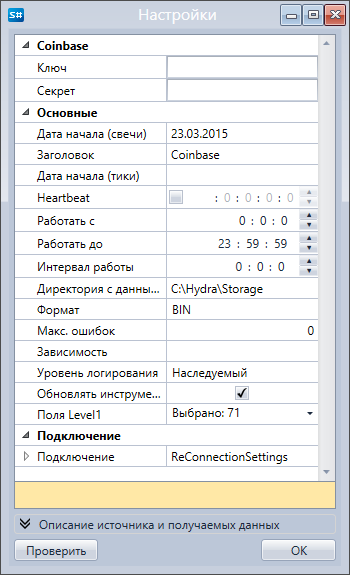 S# Настройки
Coinbase
Ключ
Секрет
Основные
Дата начала (свечи) 23.03.2015
Заголовок Coinbase
Дата начала (тики)
Heartbeat : 0 : 0 : 0 : 0
Работать с 0 : 0 : 0
Работать до 23 : 59 : 59
Интервал работы 0 : 0 : 0
Директория с данны... C:\Hydra\Storage
Формат BIN
Макс. ошибок 0
Зависимость
Уровень логирования Наследуемый
Обновлять инструме...
Поля Level1 Выбрано: 71
Подключение
Подключение ReConnectionSettings
Описание источника и получаемых данных
Проверить OK